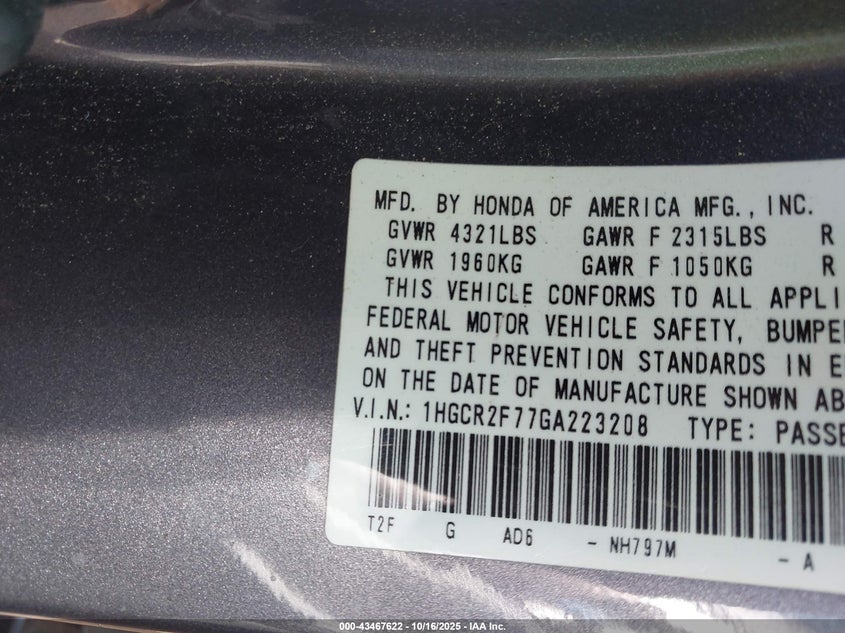 MFD. BY HONDA OF AMERICA MFG., INC.
GVWR 4321LBS GAWR F 2315LBS R
GVWR 1960KG GAWR F 1050KG R
THIS VEHICLE CONFORMS TO ALL APPLI
FEDERAL MOTOR VEHICLE SAFETY, BUMPE
AND THEFT PREVENTION STANDARDS IN E
ON THE DATE OF MANUFACTURE SHOWN AB
V.I.N.: 1HGCR2F77GA223208 TYPE: PASSE
T2F G AD6 - NH797M - A
000-43467622 - 10/16/2025 - IAA Inc.